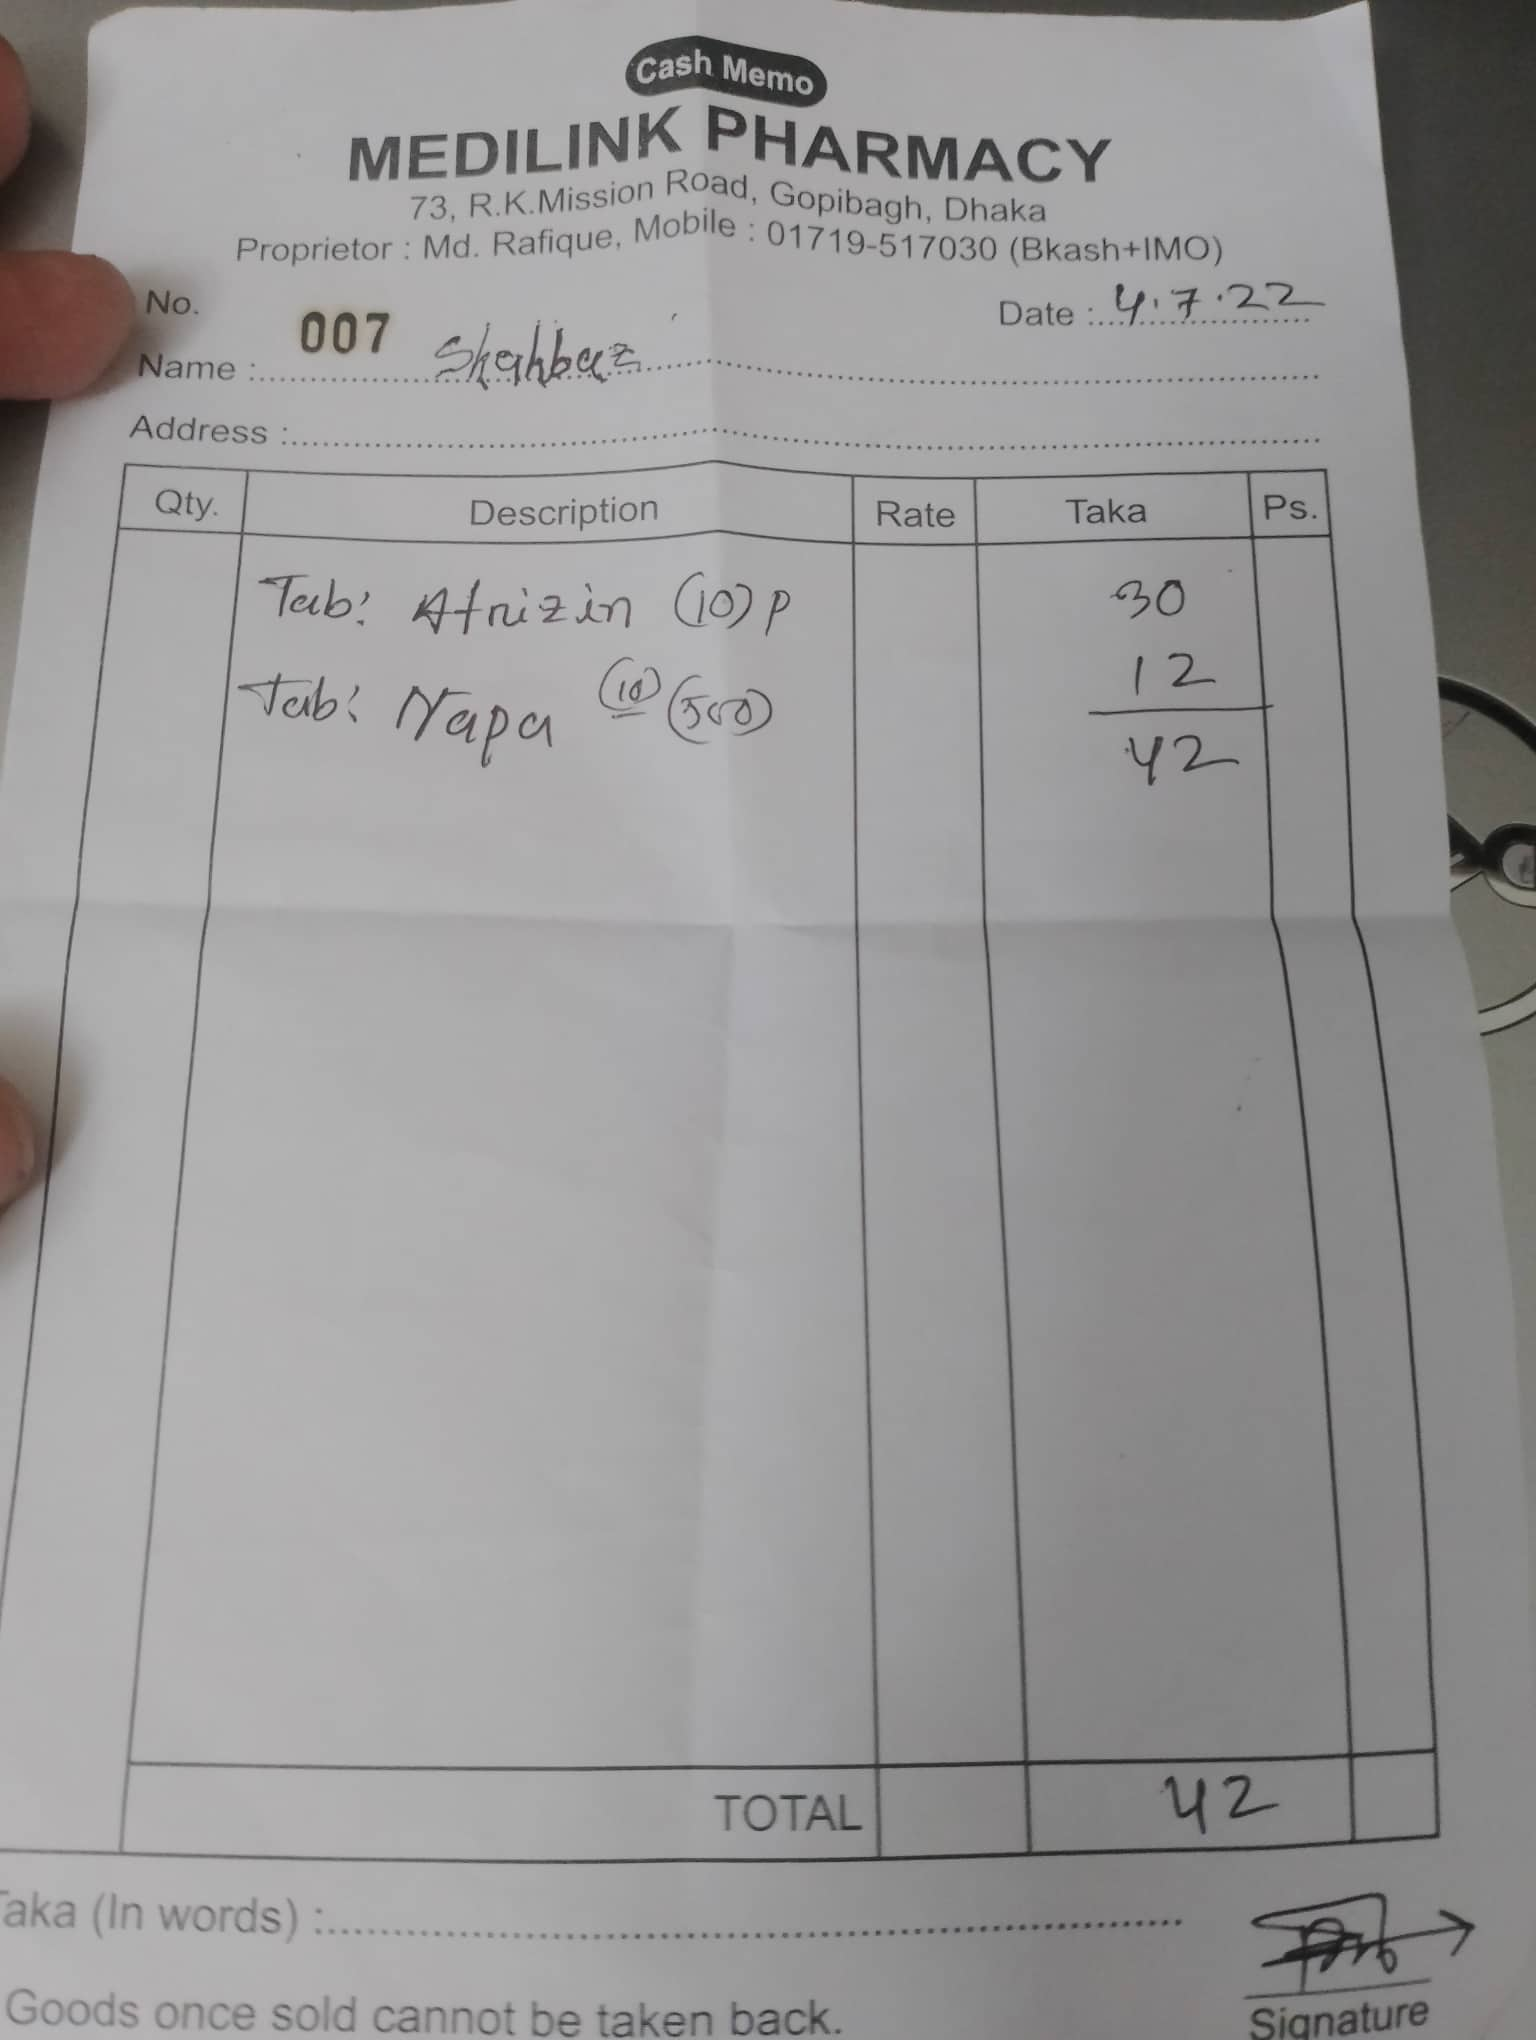 Cash Memo
MEDILINK PHARMACY
73, R.K.Mission Road, Gopibagh, Dhaka
Proprietor : Md. Rafique, Mobile : 01719-517030 (Bkash+IMO)
No. 007 Date : 4.7.22
Name : Shahbaz
Address :
Qty. Description Rate Taka Ps.
Tab: Atrizin (10) P 30
Tab: Napa (10) (500) 12
42
TOTAL 42
Taka (In words) :
Goods once sold cannot be taken back.
Signature